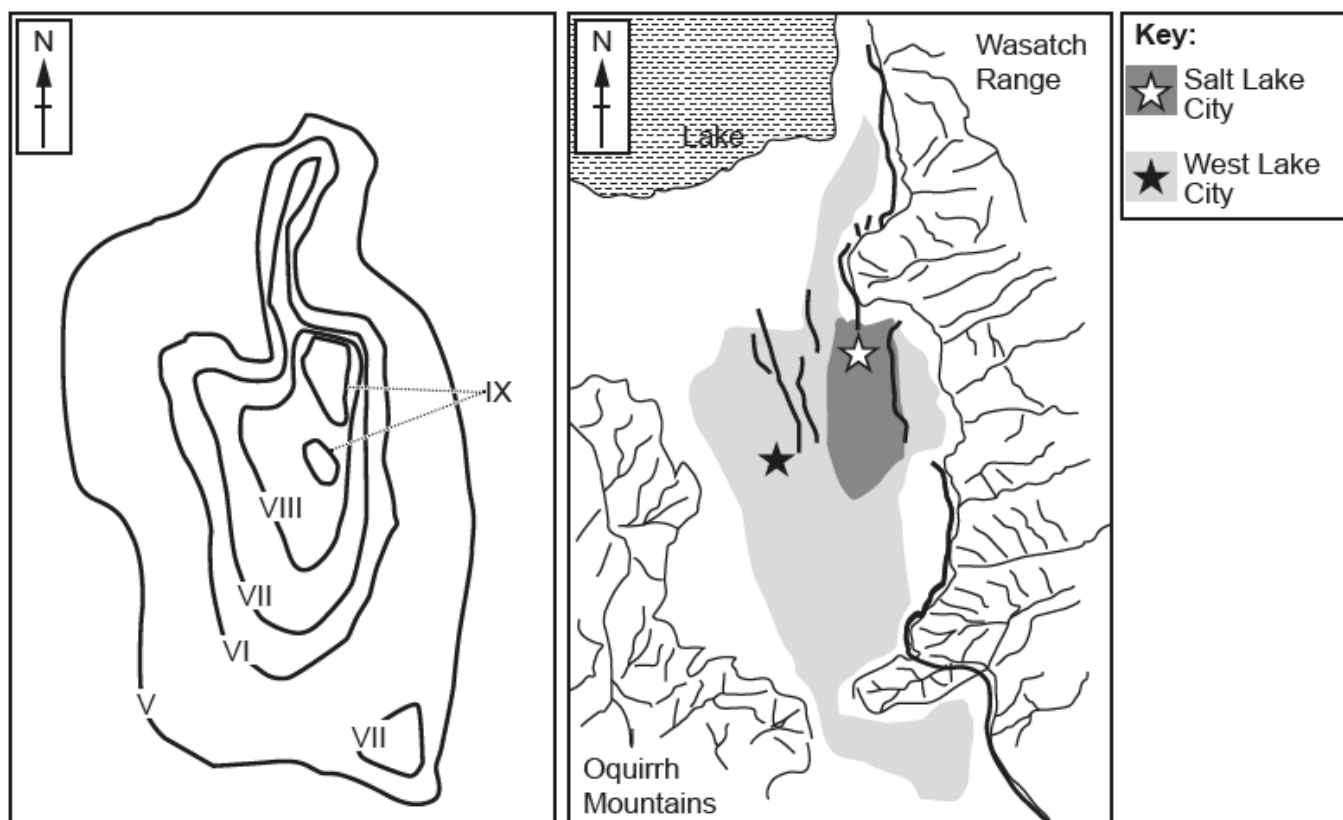 N
IX
VIII
VII
VI
V
VII
N
Wasatch
Range
Lake
Oquirrh
Mountains
Key:
Salt Lake
City
West Lake
City